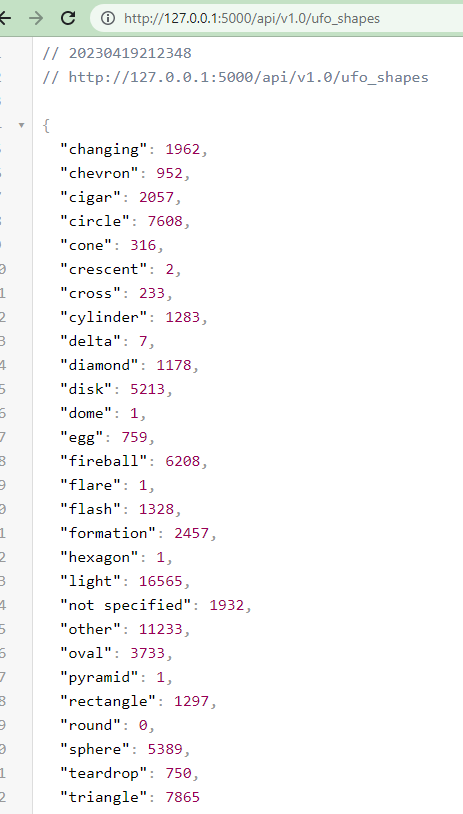 http://127.0.0.1:5000/api/v1.0/ufo_shapes
// 20230419212348
// http://127.0.0.1:5000/api/v1.0/ufo_shapes
{
"changing": 1962,
"chevron": 952,
"cigar": 2057,
"circle": 7608,
"cone": 316,
"crescent": 2,
"cross": 233,
"cylinder": 1283,
"delta": 7,
"diamond": 1178,
"disk": 5213,
"dome": 1,
"egg": 759,
"fireball": 6208,
"flare": 1,
"flash": 1328,
"formation": 2457,
"hexagon": 1,
"light": 16565,
"not specified": 1932,
"other": 11233,
"oval": 3733,
"pyramid": 1,
"rectangle": 1297,
"round": 0,
"sphere": 5389,
"teardrop": 750,
"triangle": 7865